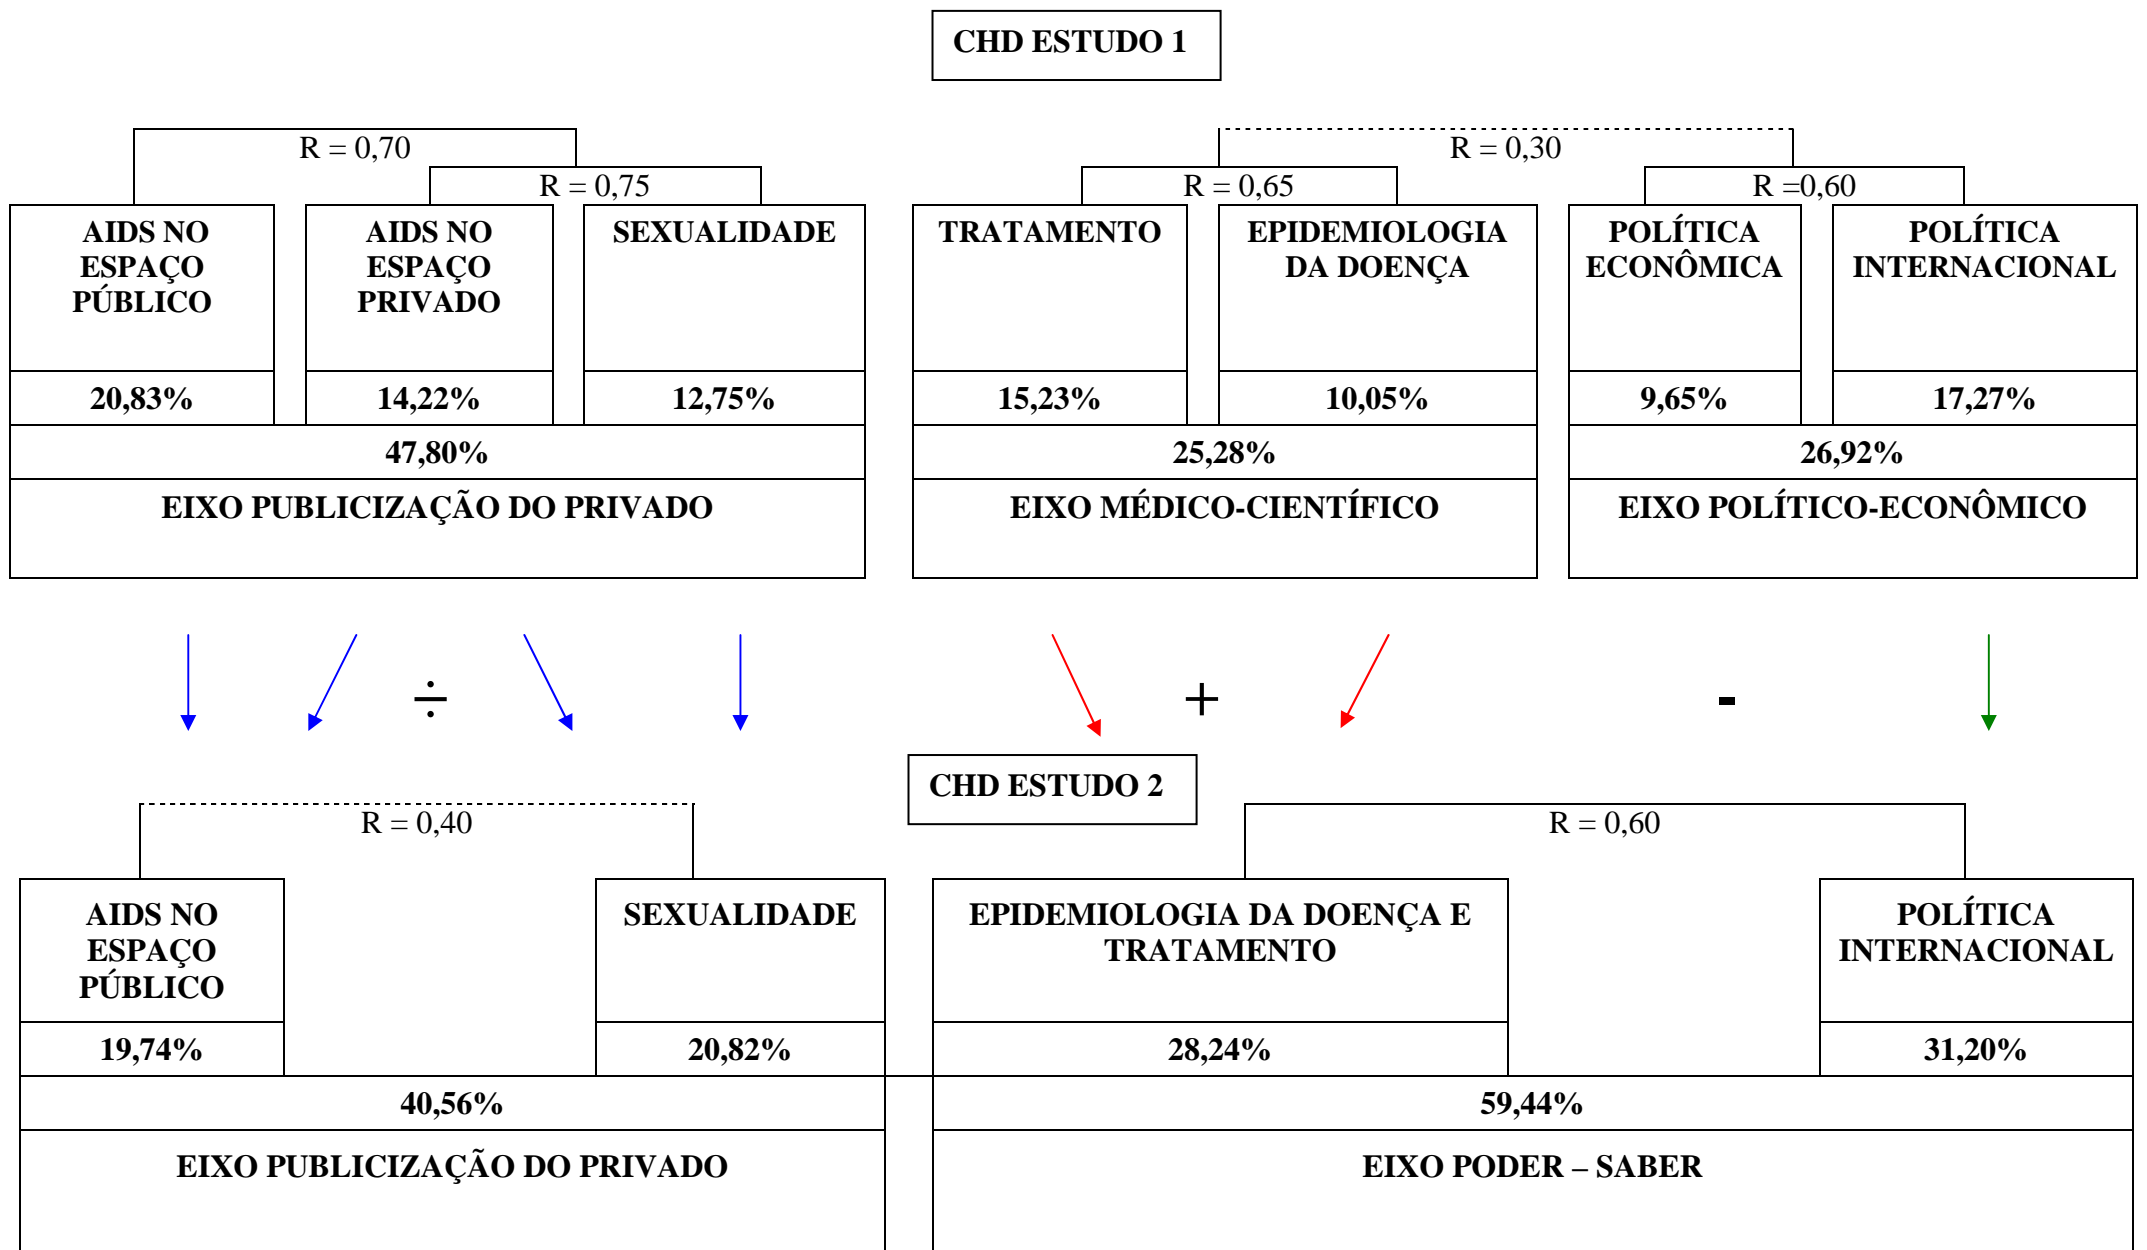 CHD ESTUDO 1
R = 0,70
R = 0,30
R = 0,75
R = 0,65
R =0,60
AIDS NO
ESPAÇO
PÚBLICO
AIDS NO
ESPAÇO
PRIVADO
SEXUALIDADE
TRATAMENTO
EPIDEMIOLOGIA
DA DOENÇA
POLÍTICA
ECONÔMICA
POLÍTICA
INTERNACIONAL
20,83%
14,22%
12,75%
15,23%
10,05%
9,65%
17,27%
47,80%
25,28%
26,92%
EIXO PUBLICIZAÇÃO DO PRIVADO
EIXO MÉDICO-CIENTÍFICO
EIXO POLÍTICO-ECONÔMICO
÷
+
-
CHD ESTUDO 2
R = 0,40
R = 0,60
AIDS NO
ESPAÇO
PÚBLICO
SEXUALIDADE
EPIDEMIOLOGIA DA DOENÇA E
TRATAMENTO
POLÍTICA
INTERNACIONAL
19,74%
20,82%
28,24%
31,20%
40,56%
59,44%
EIXO PUBLICIZAÇÃO DO PRIVADO
EIXO PODER – SABER